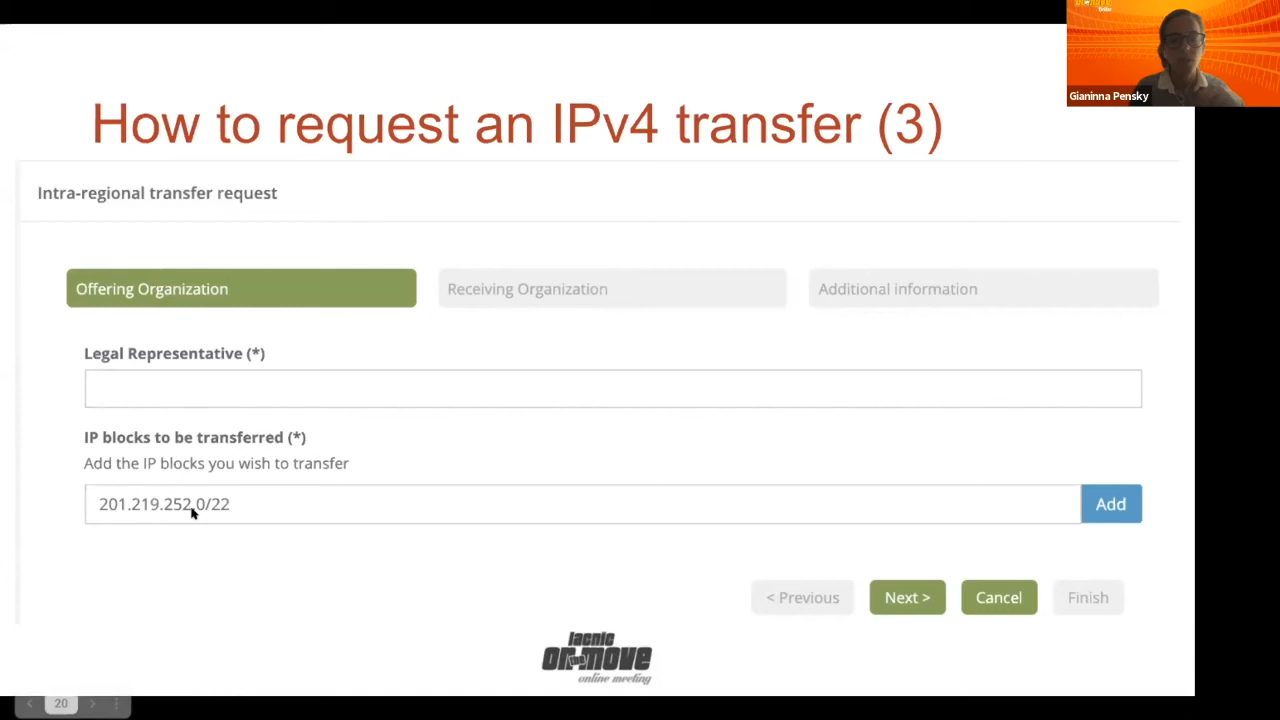 Gianinna Pensky
How to request an IPv4 transfer (3)
Intra-regional transfer request
Offering Organization
Receiving Organization
Additional information
Legal Representative (*)
IP blocks to be transferred (*)
Add the IP blocks you wish to transfer
201.219.252.0/22
Add
< Previous
Next >
Cancel
Finish
lacnic
on the move
online meeting
< 20 >